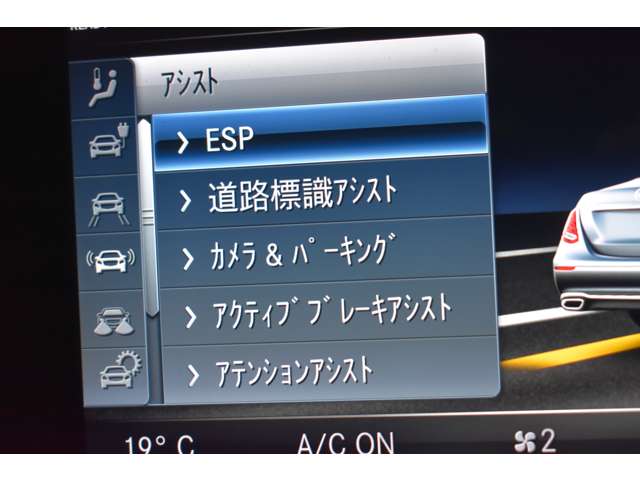 ｱｼｽﾄ
ESP
道路標識ｱｼｽﾄ
ｶﾒﾗ & ﾊﾟｰｷﾝｸﾞ
ｱｸﾃｨﾌﾞﾌﾞﾚｰｷｱｼｽﾄ
ｱﾃﾝｼｮﾝｱｼｽﾄ
19° C A/C ON 2